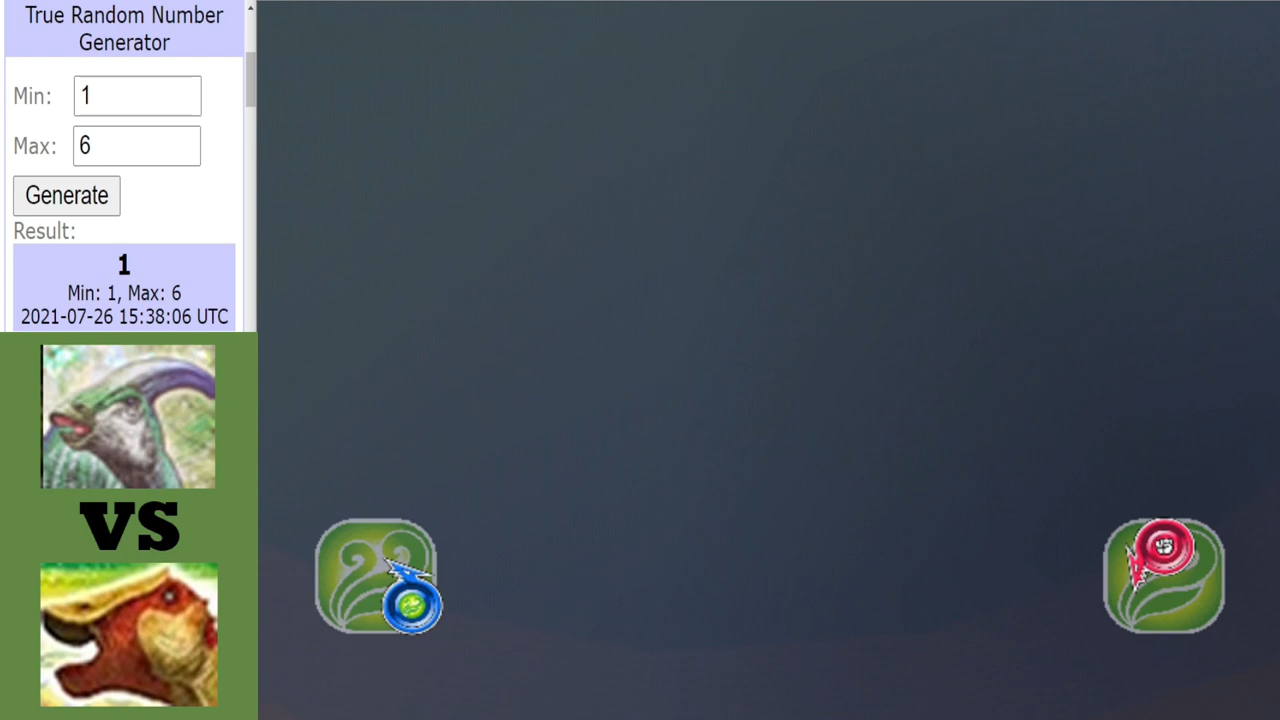 True Random Number
Generator
Min: 1
Max: 6
Generate
Result:
1
Min: 1, Max: 6
2021-07-26 15:38:06 UTC
VS